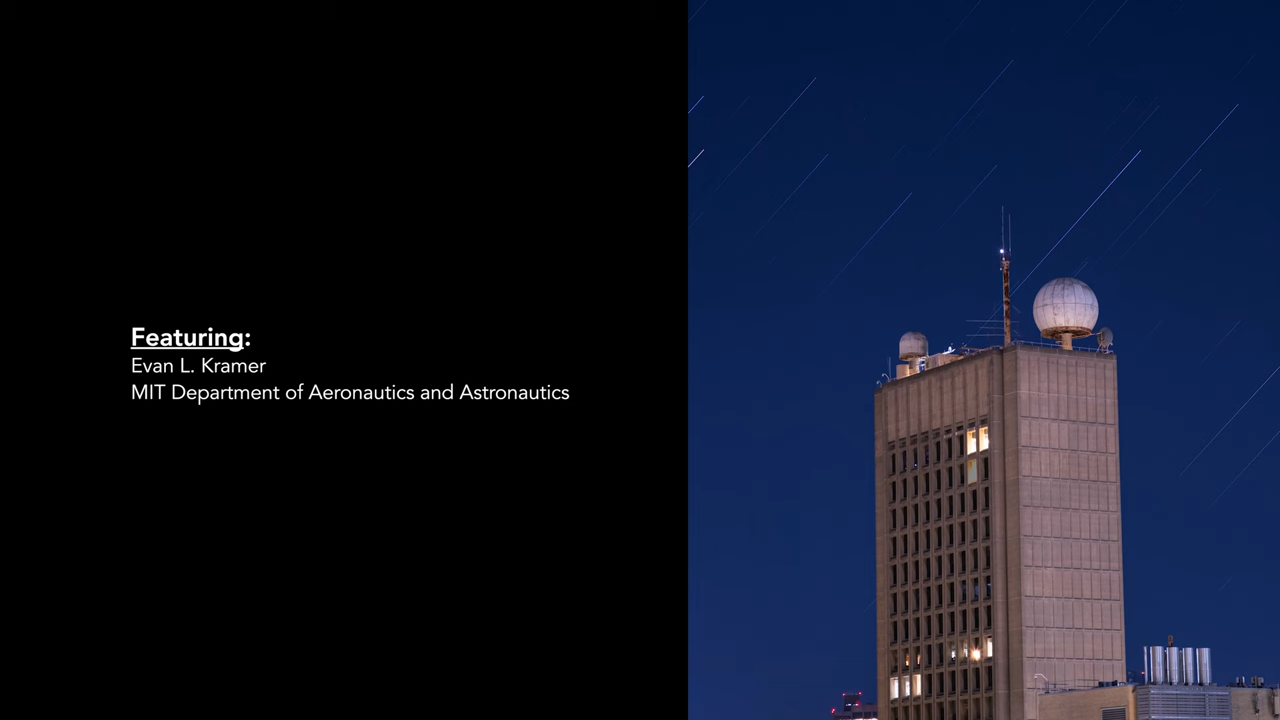 Featuring:
Evan L. Kramer
MIT Department of Aeronautics and Astronautics